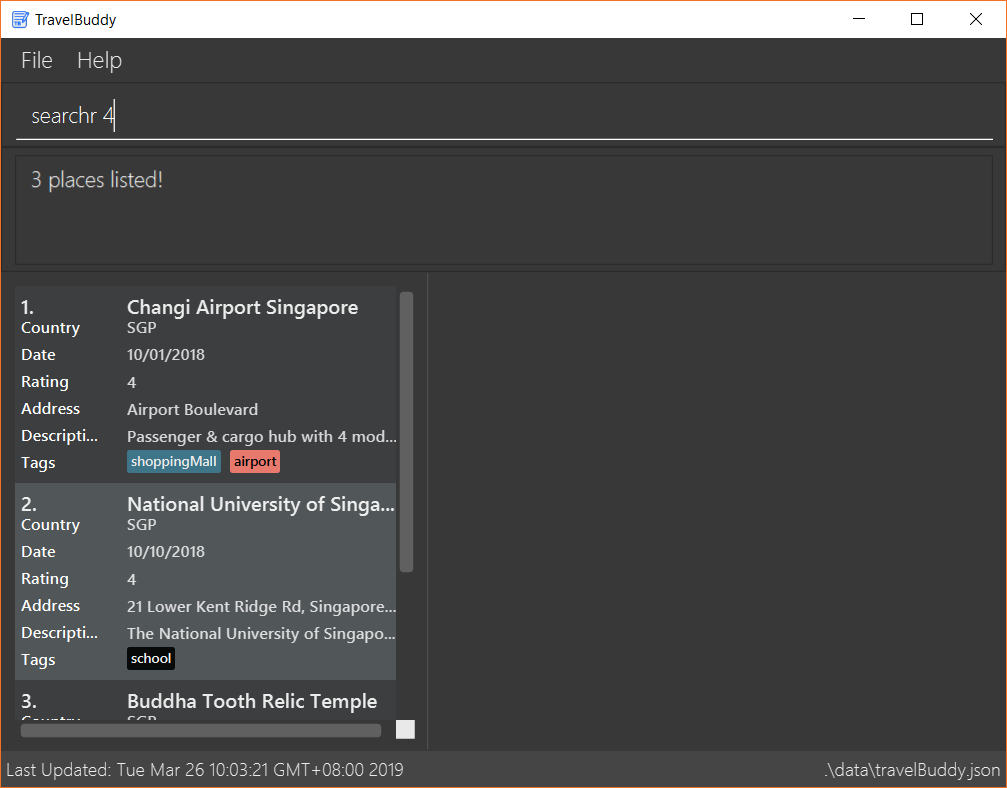 TravelBuddy
File Help
searchr 4
3 places listed!
1. Changi Airport Singapore
Country SGP
Date 10/01/2018
Rating 4
Address Airport Boulevard
Descripti... Passenger & cargo hub with 4 mod...
Tags shoppingMall airport
2. National University of Singa...
Country SGP
Date 10/10/2018
Rating 4
Address 21 Lower Kent Ridge Rd, Singapore...
Descripti... The National University of Singapo...
Tags school
3. Buddha Tooth Relic Temple
Country SGP
Last Updated: Tue Mar 26 10:03:21 GMT+08:00 2019 .\data\travelBuddy.json